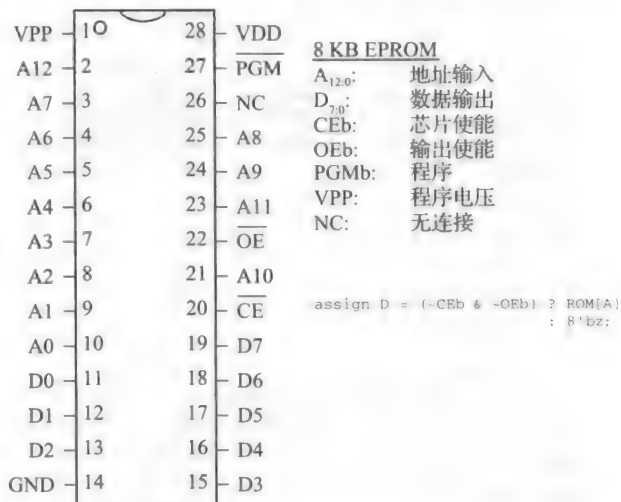 VPP 1 28 VDD
A12 2 27 PGM
A7 3 26 NC
A6 4 25 A8
A5 5 24 A9
A4 6 23 A11
A3 7 22 OE
A2 8 21 A10
A1 9 20 CE
A0 10 19 D7
D0 11 18 D6
D1 12 17 D5
D2 13 16 D4
GND 14 15 D3
8 KB EPROM
A12:0: 地址输入
D7:0: 数据输出
CEb: 芯片使能
OEb: 输出使能
PGMb: 程序
VPP: 程序电压
NC: 无连接
assign D = (~CEb & ~OEb) ? ROM[A]
: 8'bz;